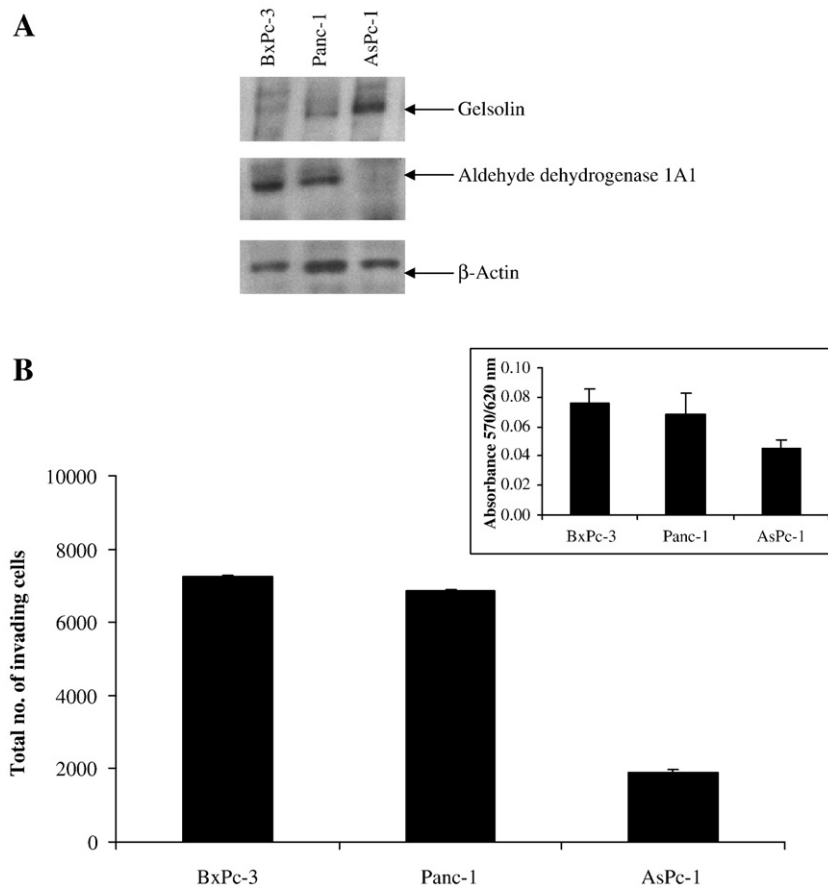 A
BxPc-3 Panc-1 AsPc-1
Gelsolin
Aldehyde dehydrogenase 1A1
β-Actin
B
Absorbance 570/620 nm
0.10
0.08
0.06
0.04
0.02
0.00
BxPc-3 Panc-1 AsPc-1
Total no. of invading cells
10000
8000
6000
4000
2000
0
BxPc-3 Panc-1 AsPc-1